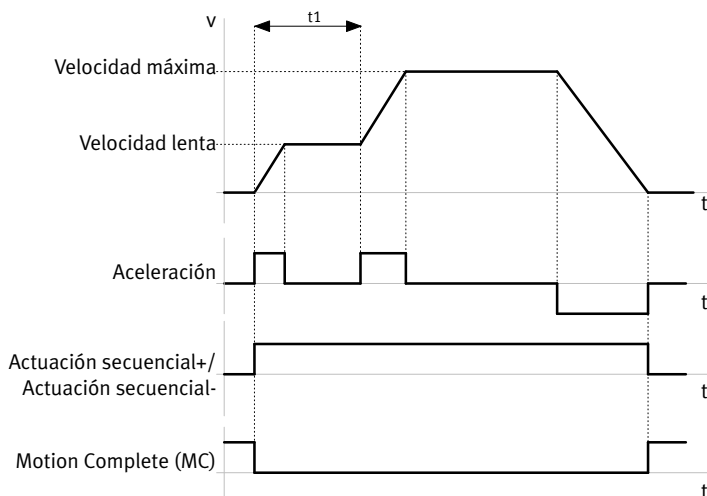 v
t1
Velocidad máxima
Velocidad lenta
t
Aceleración
t
Actuación secuencial+/
Actuación secuencial-
t
Motion Complete (MC)
t